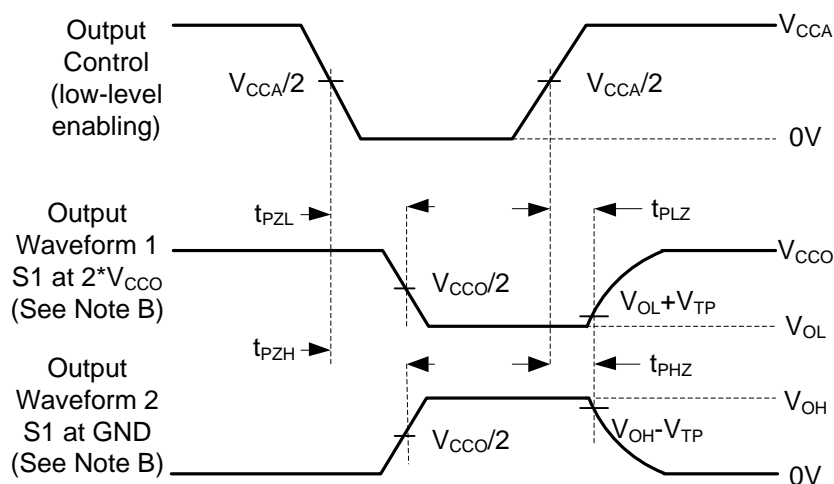 Output
Control
(low-level
enabling)
V_CCA/2
V_CCA/2
V_CCA
0V
Output
Waveform 1
S1 at 2*V_CCO
(See Note B)
t_PZL
t_PLZ
V_CCO/2
V_CCO
V_OL+V_TP
V_OL
t_PZH
t_PHZ
Output
Waveform 2
S1 at GND
(See Note B)
V_CCO/2
V_OH
V_OH-V_TP
0V